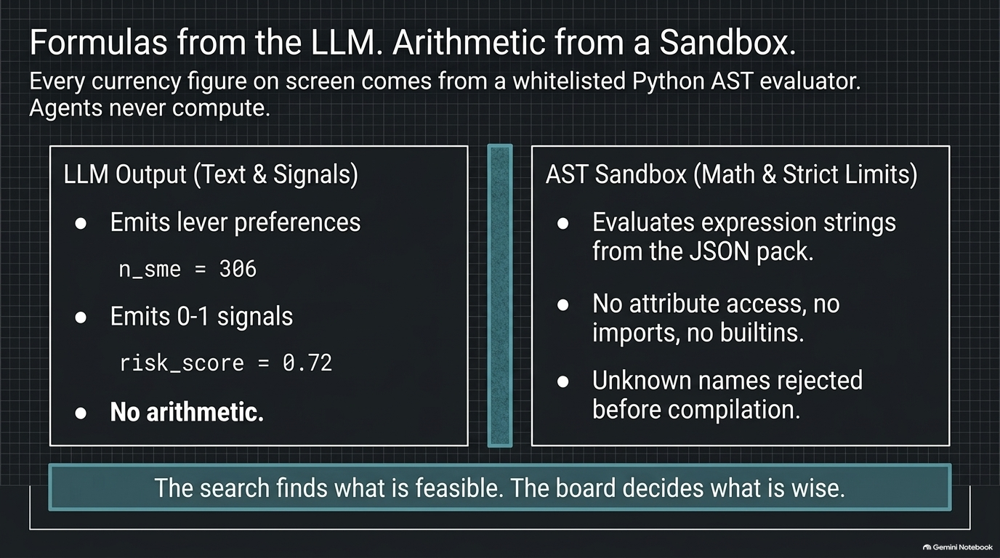 Formulas from the LLM. Arithmetic from a Sandbox.
Every currency figure on screen comes from a whitelisted Python AST evaluator.
Agents never compute.
LLM Output (Text & Signals)
● Emits lever preferences
n_sme = 306
● Emits 0-1 signals
risk_score = 0.72
● No arithmetic.
AST Sandbox (Math & Strict Limits)
● Evaluates expression strings
from the JSON pack.
● No attribute access, no
imports, no builtins.
● Unknown names rejected
before compilation.
The search finds what is feasible. The board decides what is wise.
Gemini Notebook